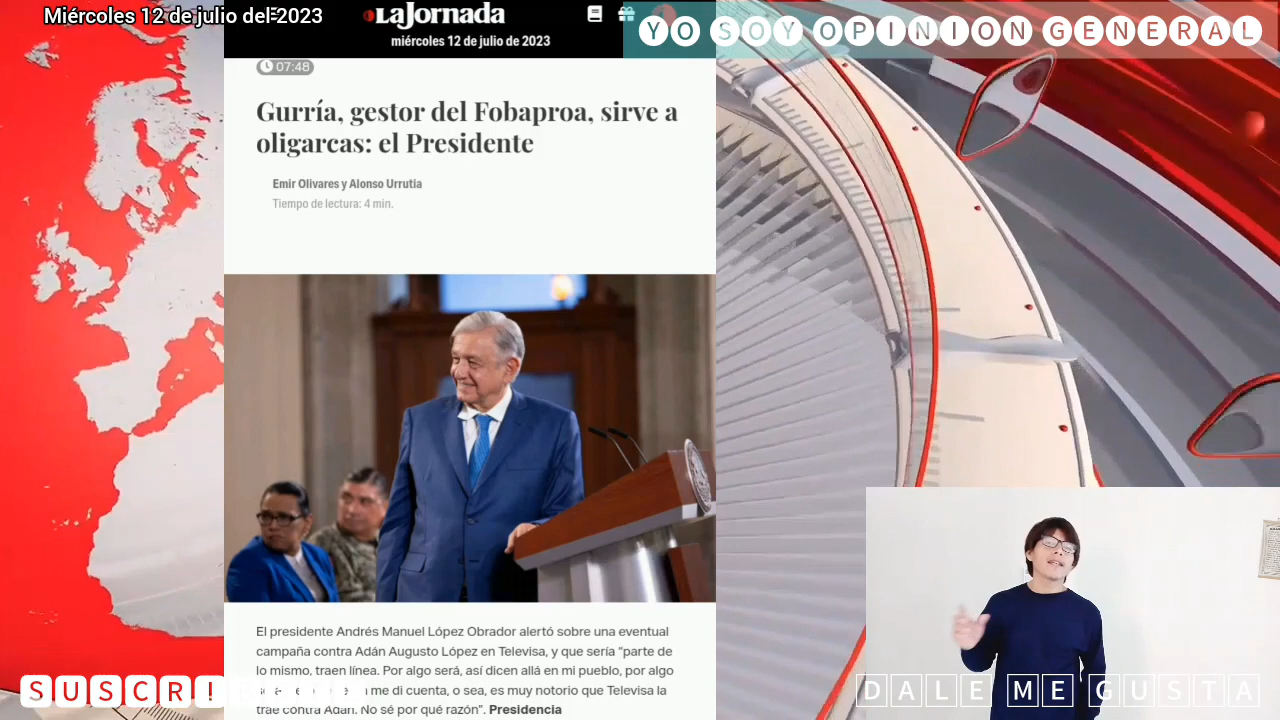 Miércoles 12 de julio del 2023
La Jornada
miércoles 12 de julio de 2023
YO SOY OPINION GENERAL
07:48
Gurría, gestor del Fobaproa, sirve a
oligarcas: el Presidente
Emir Olivares y Alonso Urrutia
Tiempo de lectura: 4 min.
El presidente Andrés Manuel López Obrador alertó sobre una eventual
campaña contra Adán Augusto López en Televisa, y que sería “parte de
lo mismo, traen línea. Por algo será, así dicen allá en mi pueblo, por algo
me di cuenta, o sea, es muy notorio que Televisa la
trae contra Adán. No sé por qué razón”. Presidencia
SUSCRI
DALE ME GUSTA